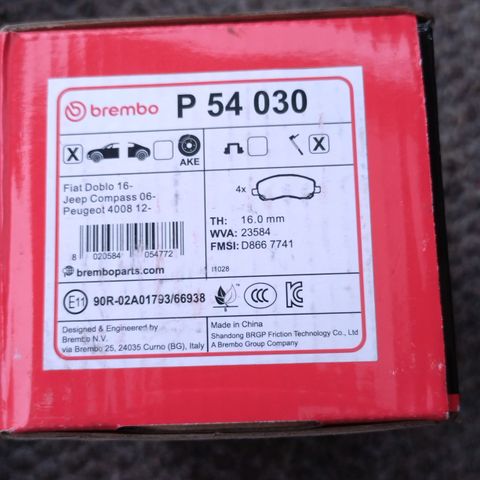 brembo P 54 030
X
AKE
X
Fiat Doblo 16-
Jeep Compass 06-
Peugeot 4008 12-
4x
8 020584 054772
TH: 16.0 mm
WVA: 23584
FMSI: D866 7741
bremboparts.com
I1028
E11 90R-02A01793/66938
CCC
Designed & Engineered by
Brembo N.V.
via Brembo 25, 24035 Curno (BG), Italy
Made in China
Shandong BRGP Friction Technology Co., Ltd
A Brembo Group Company